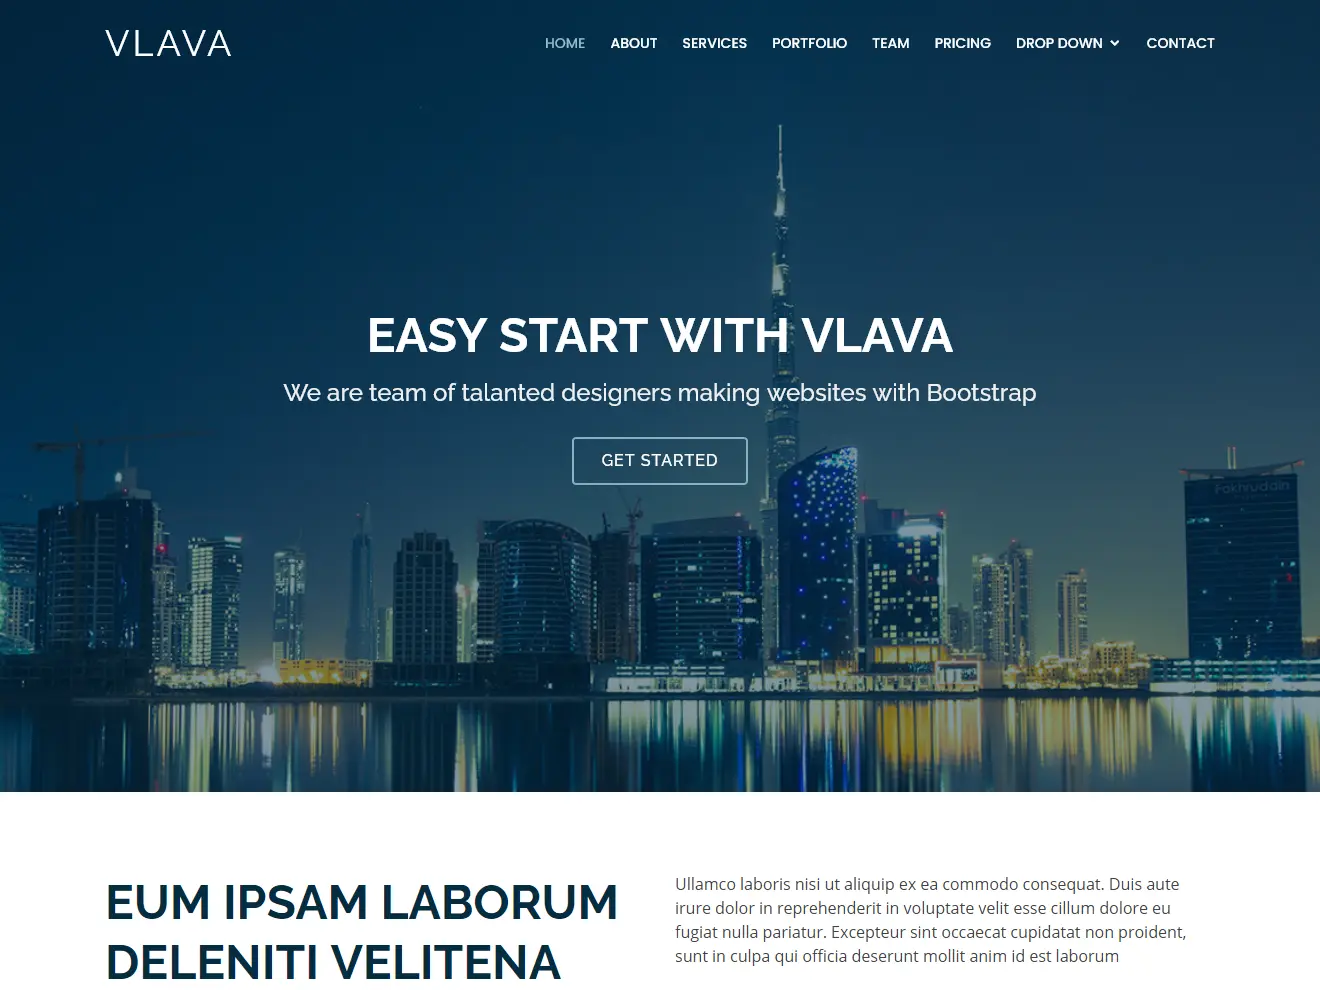 VLAVA
HOME ABOUT SERVICES PORTFOLIO TEAM PRICING DROP DOWN CONTACT
EASY START WITH VLAVA
We are team of talanted designers making websites with Bootstrap
GET STARTED
Fakhruddin
EUM IPSAM LABORUM
DELENITI VELITENA
Ullamco laboris nisi ut aliquip ex ea commodo consequat. Duis aute
irure dolor in reprehenderit in voluptate velit esse cillum dolore eu
fugiat nulla pariatur. Excepteur sint occaecat cupidatat non proident,
sunt in culpa qui officia deserunt mollit anim id est laborum